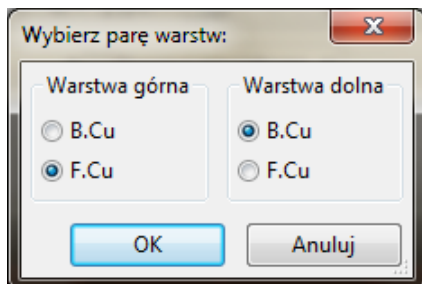 Wybierz parę warstw:
Warstwa górna Warstwa dolna
B.Cu B.Cu
F.Cu F.Cu
OK Anuluj